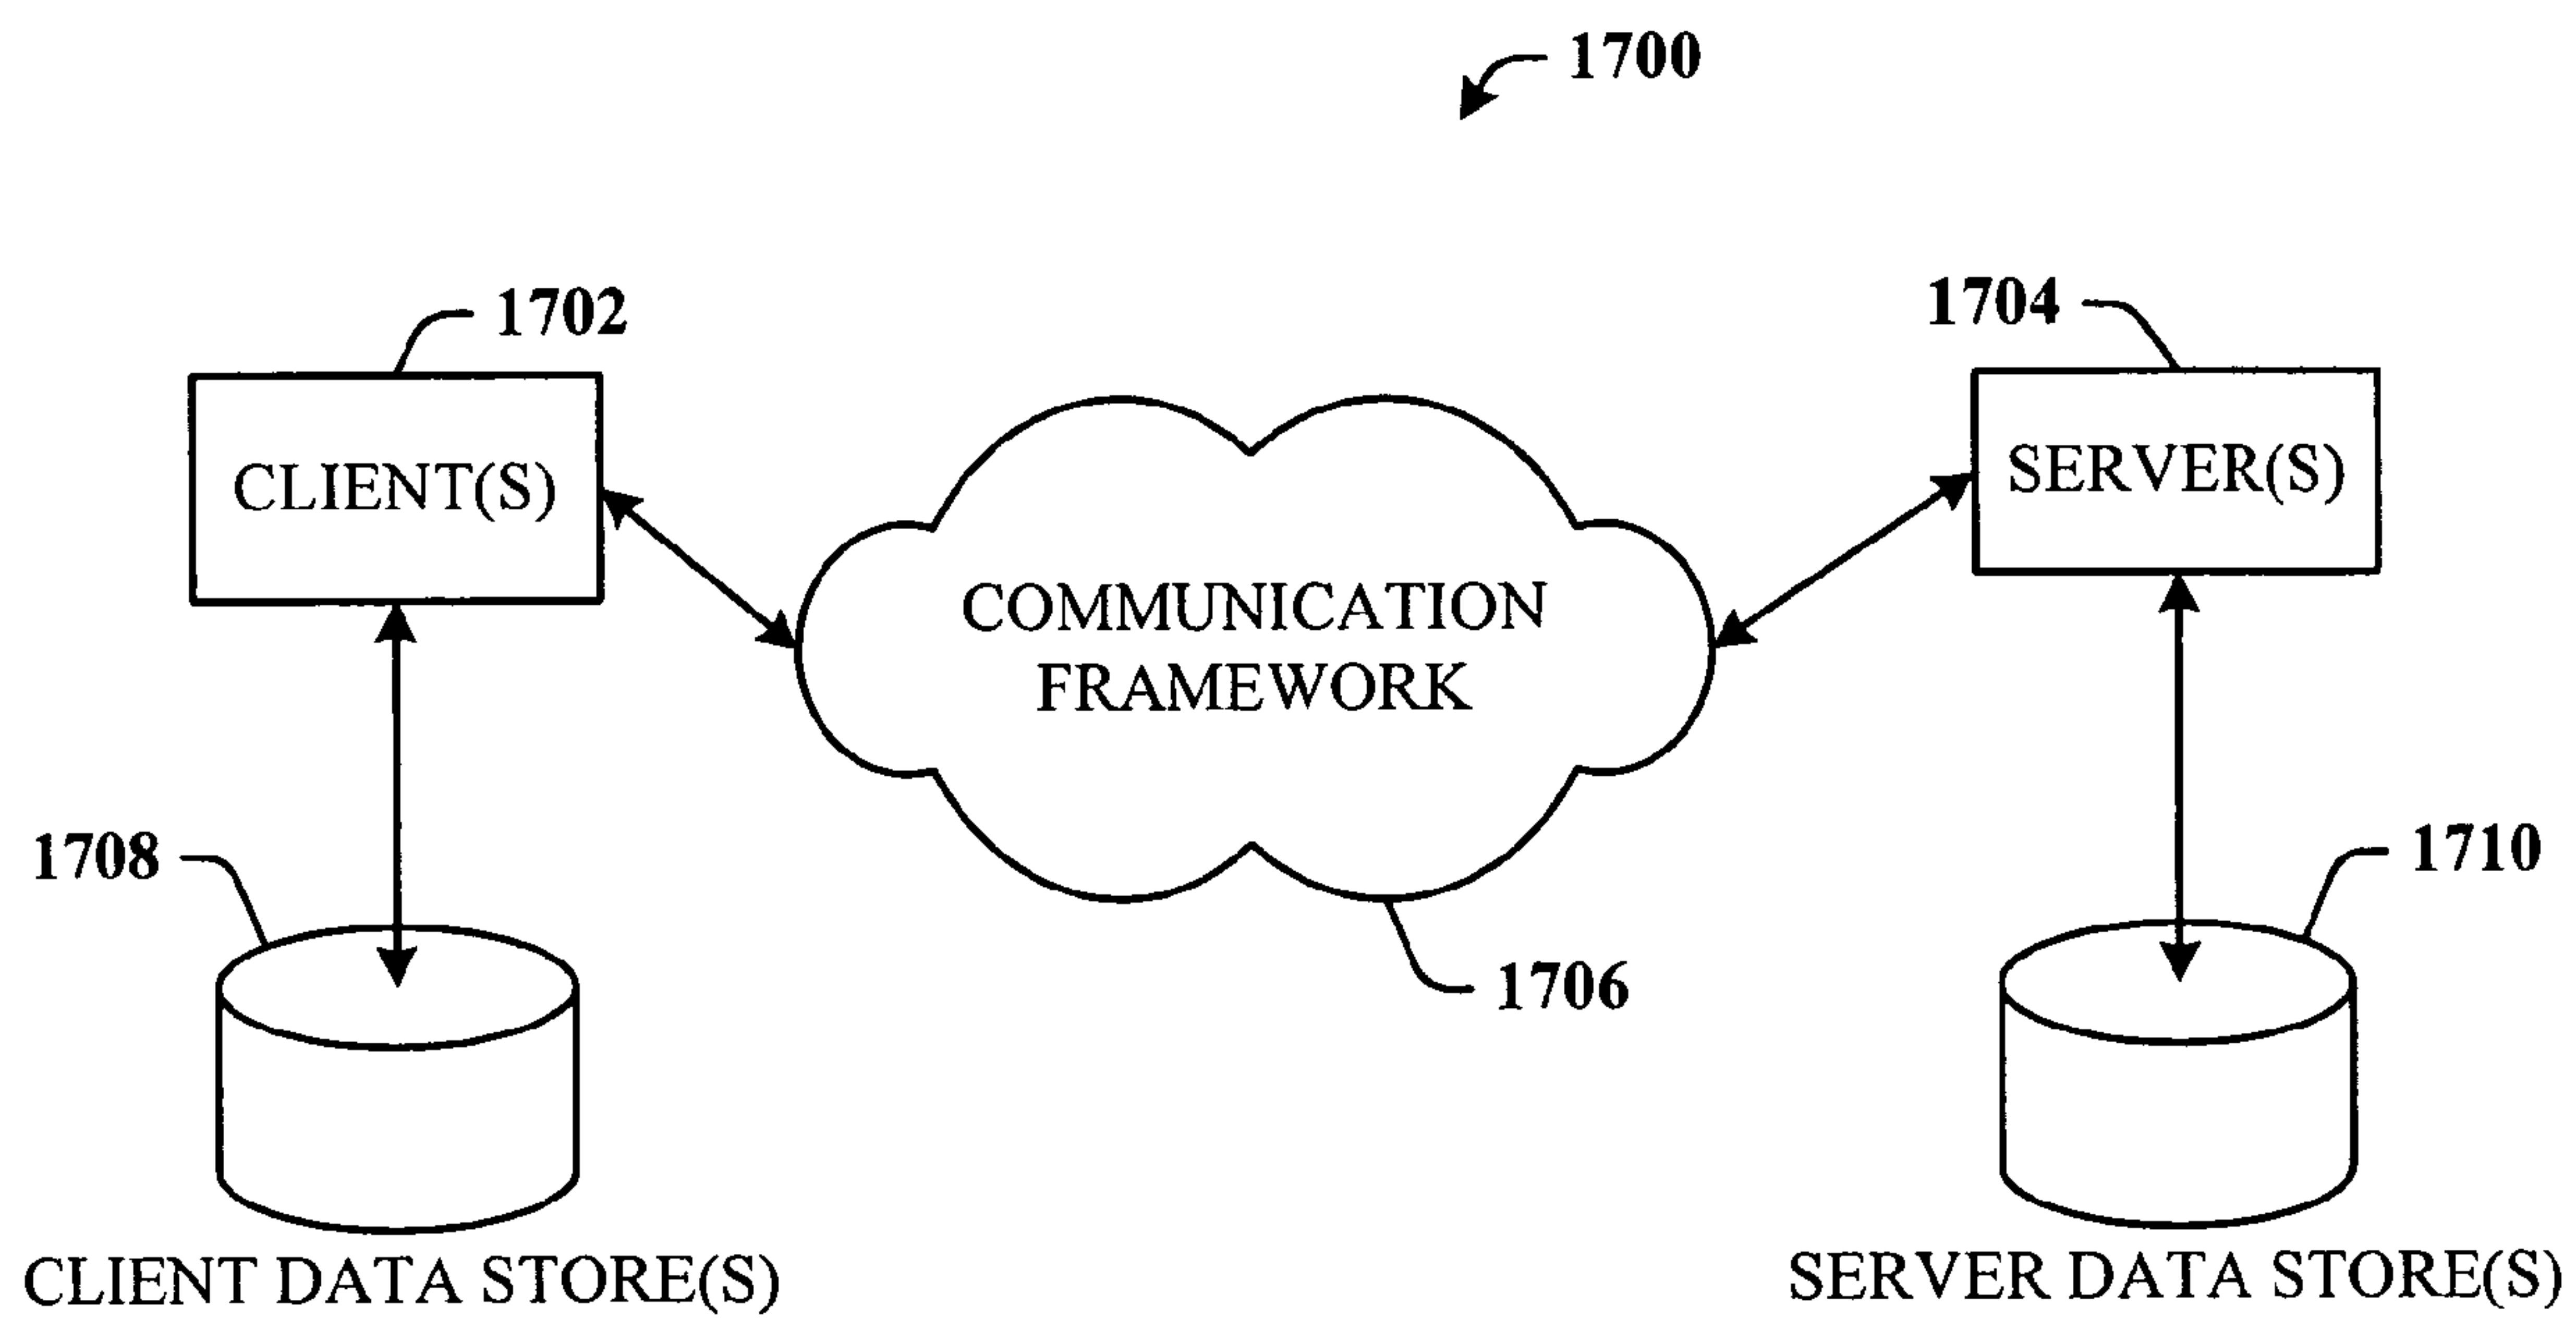 1700
1702
1704
CLIENT(S)
SERVER(S)
COMMUNICATION
FRAMEWORK
1708
1710
1706
CLIENT DATA STORE(S)
SERVER DATA STORE(S)